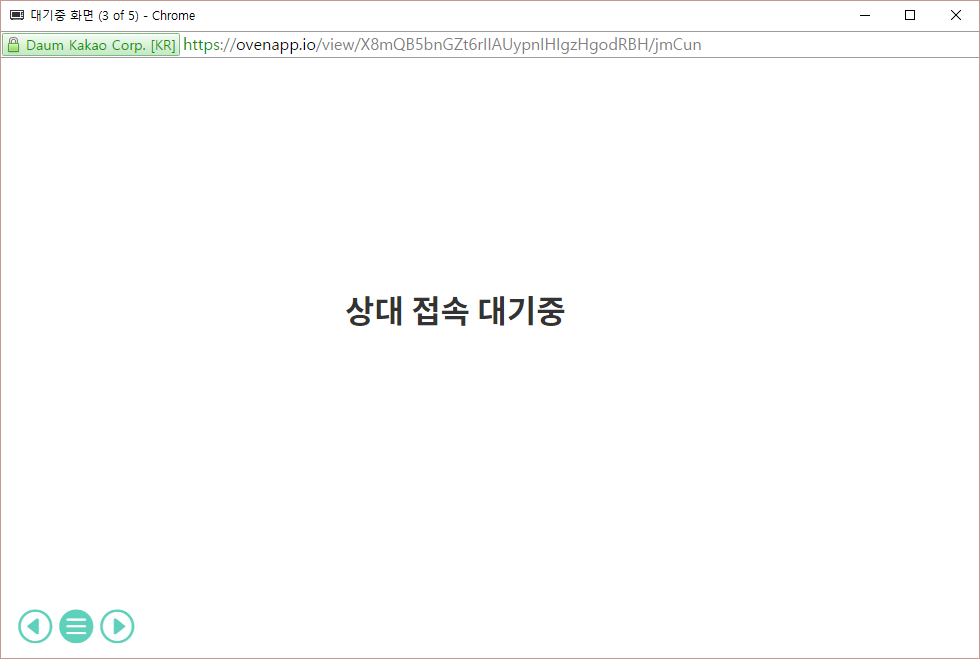 대기중 화면 (3 of 5) - Chrome
Daum Kakao Corp. [KR] https://ovenapp.io/view/X8mQB5bnGZt6rIIAUypnIHIgzHgodRBH/jmCun
상대 접속 대기중